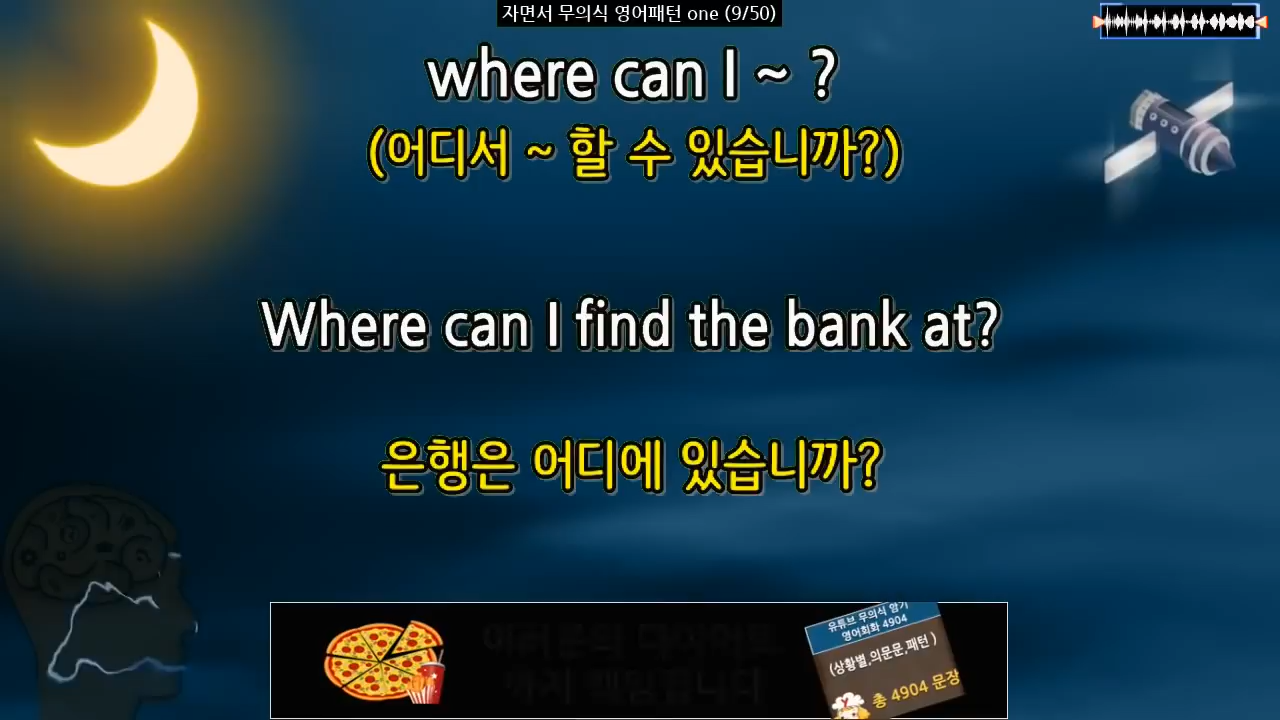 자면서 무의식 영어패턴 one (9/50)
where can I ~ ?
(어디서 ~ 할 수 있습니까?)
Where can I find the bank at?
은행은 어디에 있습니까?
유튜브 무의식 암기
영어회화 4904
(상황별,의문문,패턴 )
총 4904 문장